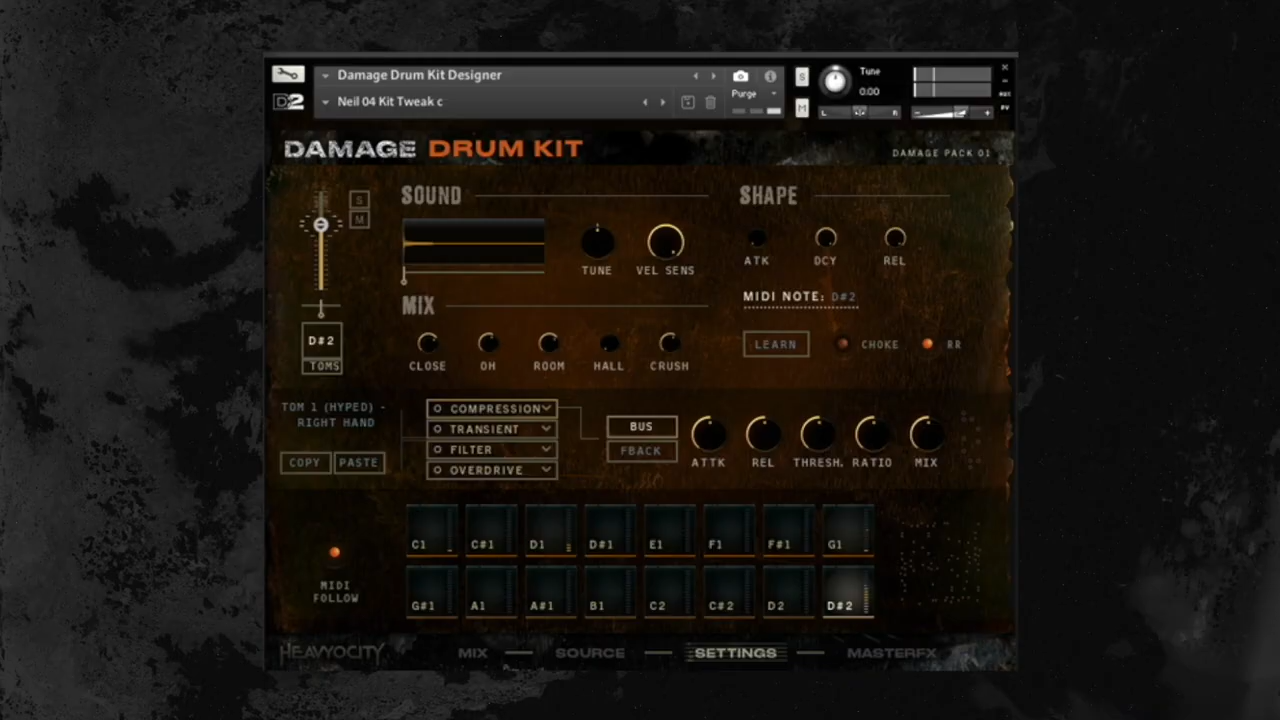 Damage Drum Kit Designer
D2
Neil 04 Kit Tweak c
Purge
S
M
Tune
0.00
L
R
DAMAGE DRUM KIT
DAMAGE PACK 01
S
M
SOUND
TUNE
VEL SENS
SHAPE
ATK
DCY
REL
MIDI NOTE: D#2
LEARN
CHOKE
RR
MIX
CLOSE
OH
ROOM
HALL
CRUSH
D#2
TOMS
TOM 1 (HYPED) -
RIGHT HAND
COPY
PASTE
COMPRESSION
TRANSIENT
FILTER
OVERDRIVE
BUS
FBACK
ATTK
REL
THRESH.
RATIO
MIX
MIDI
FOLLOW
C1
C#1
D1
D#1
E1
F1
F#1
G1
G#1
A1
A#1
B1
C2
C#2
D2
D#2
HEAVYOCITY
MIX
SOURCE
SETTINGS
MASTERFX